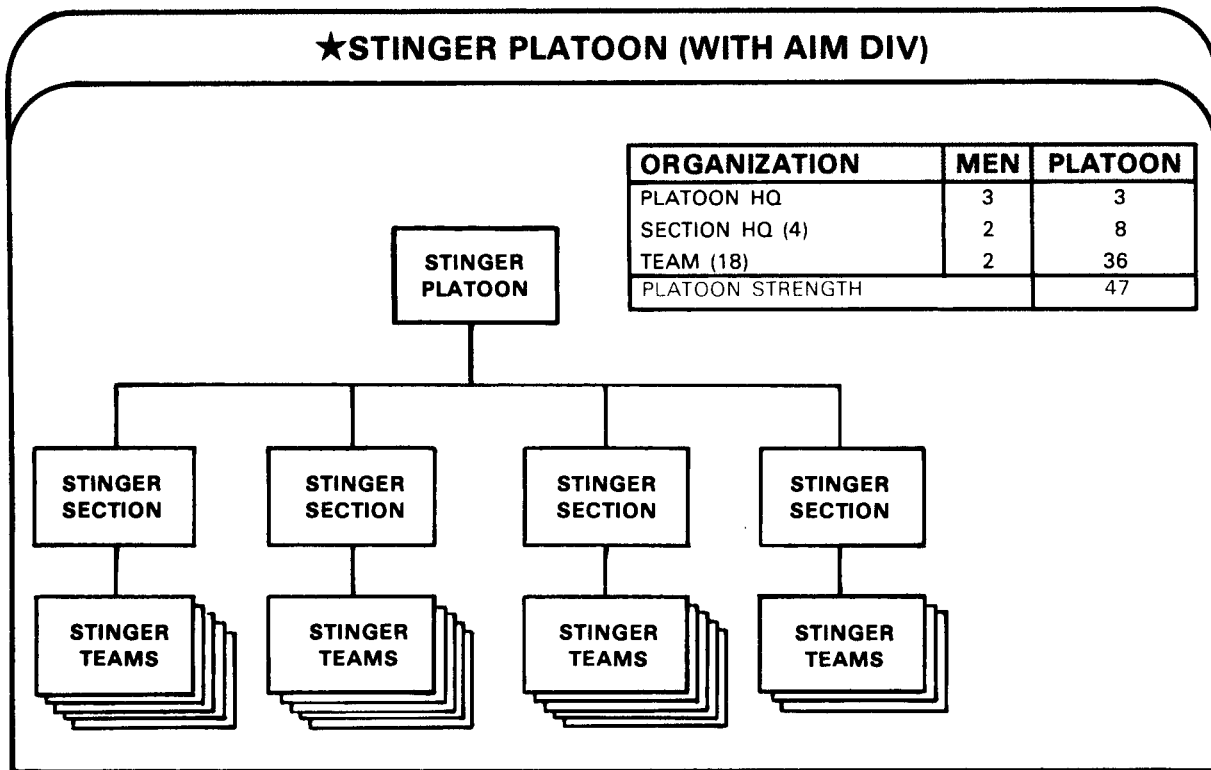 ★STINGER PLATOON (WITH AIM DIV)
ORGANIZATION MEN PLATOON
PLATOON HQ 3 3
SECTION HQ (4) 2 8
TEAM (18) 2 36
PLATOON STRENGTH 47
STINGER
PLATOON
STINGER
SECTION
STINGER
SECTION
STINGER
SECTION
STINGER
SECTION
STINGER
TEAMS
STINGER
TEAMS
STINGER
TEAMS
STINGER
TEAMS